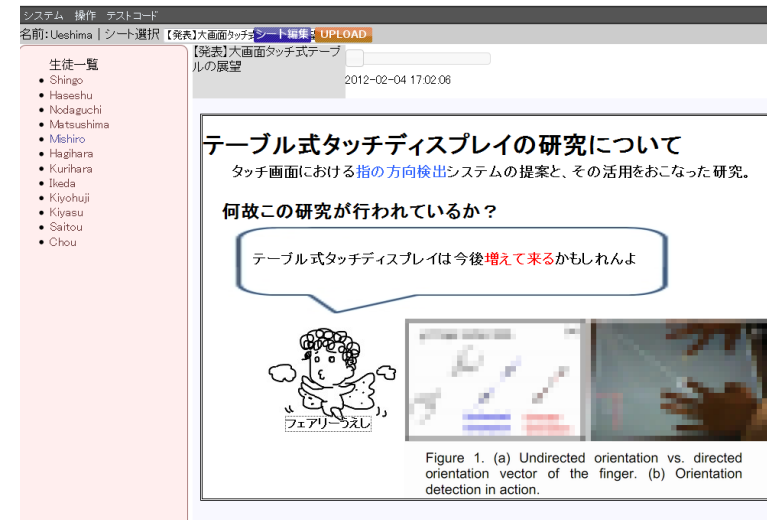 システム 操作 テストコード
名前:Ueshima | シート選択 【発表】大画面タッチ シート編集 UPLOAD
生徒一覧
Shingo
Haseshu
Nodaguchi
Matsushima
Mishiro
Hagihara
Kurihara
Ikeda
Kiyohuji
Kiyasu
Saitou
Chou
【発表】大画面タッチ式テーブ
ルの展望
2012-02-04 17:02:06
テーブル式タッチディスプレイの研究について
タッチ画面における指の方向検出システムの提案と、その活用をおこなった研究。
何故この研究が行われているか？
テーブル式タッチディスプレイは今後増えて来るかもしれんよ
フェアリーうえし
Figure 1. (a) Undirected orientation vs. directed
orientation vector of the finger. (b) Orientation
detection in action.